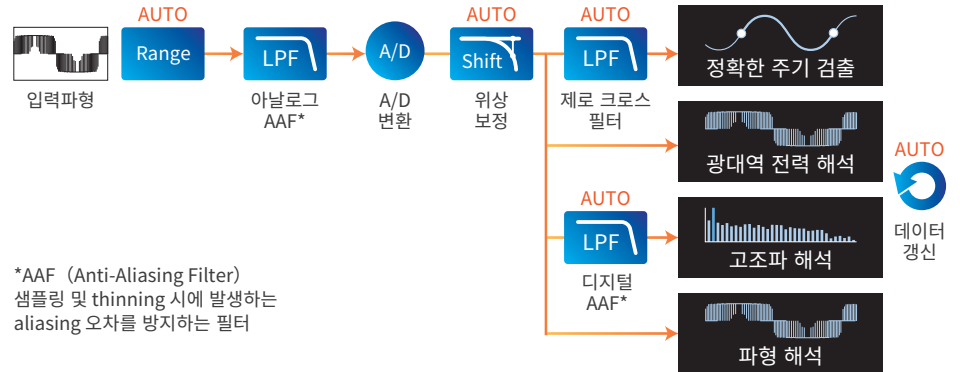 AUTO
Range
입력파형
LPF
아날로그
AAF*
A/D
A/D
변환
AUTO
Shift
위상
보정
AUTO
LPF
제로 크로스
필터
정확한 주기 검출
광대역 전력 해석
AUTO
LPF
디지털
AAF*
고조파 해석
파형 해석
AUTO
데이터
갱신
*AAF（Anti-Aliasing Filter）
샘플링 및 thinning 시에 발생하는
aliasing 오차를 방지하는 필터